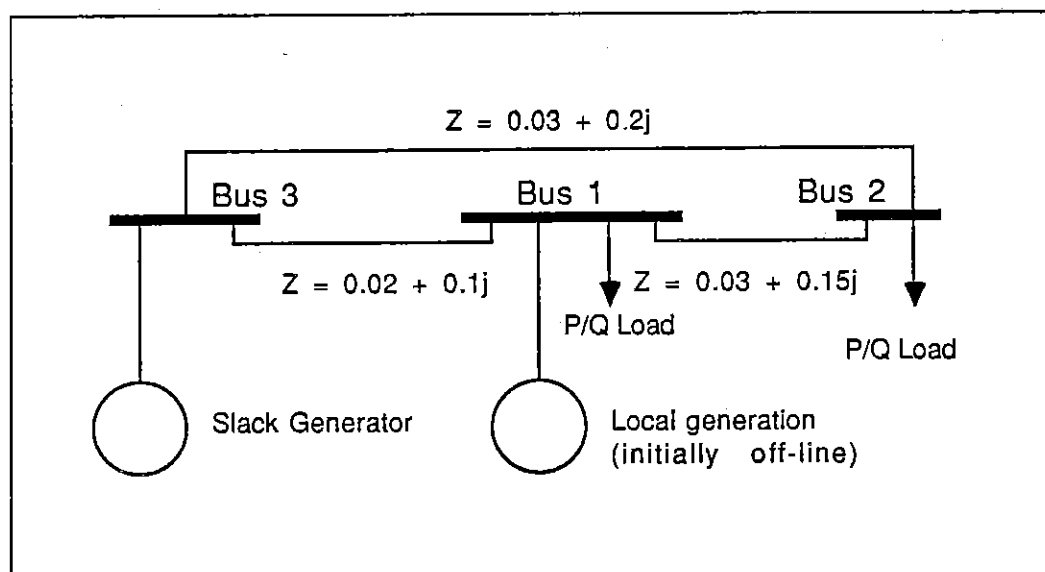 Z = 0.03 + 0.2j
Bus 3
Bus 1
Bus 2
Z = 0.02 + 0.1j
Z = 0.03 + 0.15j
P/Q Load
P/Q Load
Slack Generator
Local generation
(initially off-line)